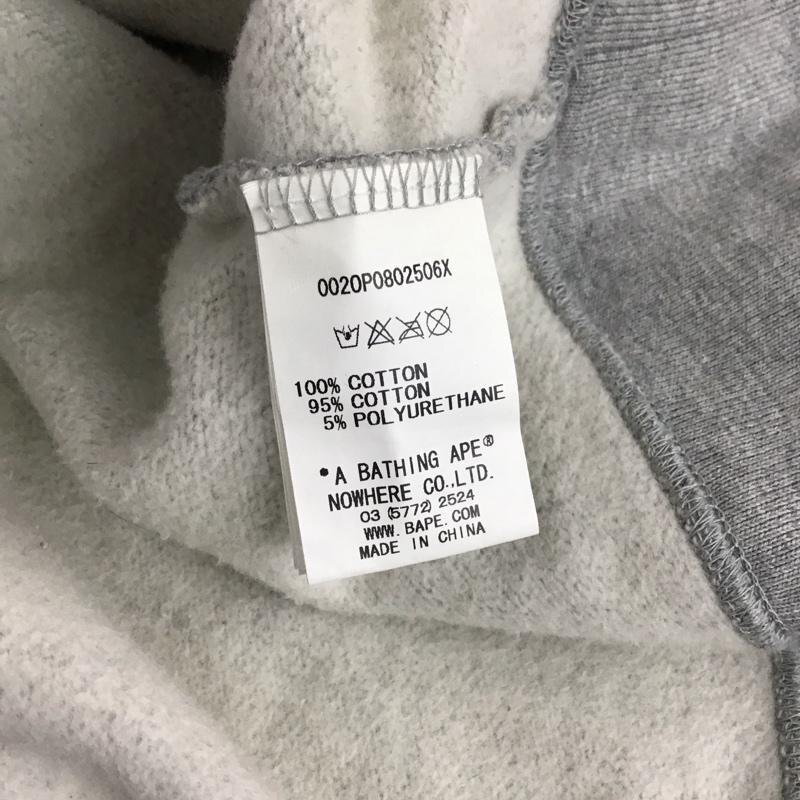 002OP0802506X
100% COTTON
95% COTTON
5% POLYURETHANE
•A BATHING APE®
NOWHERE CO.,LTD.
03 (5772) 2524
WWW.BAPE.COM
MADE IN CHINA